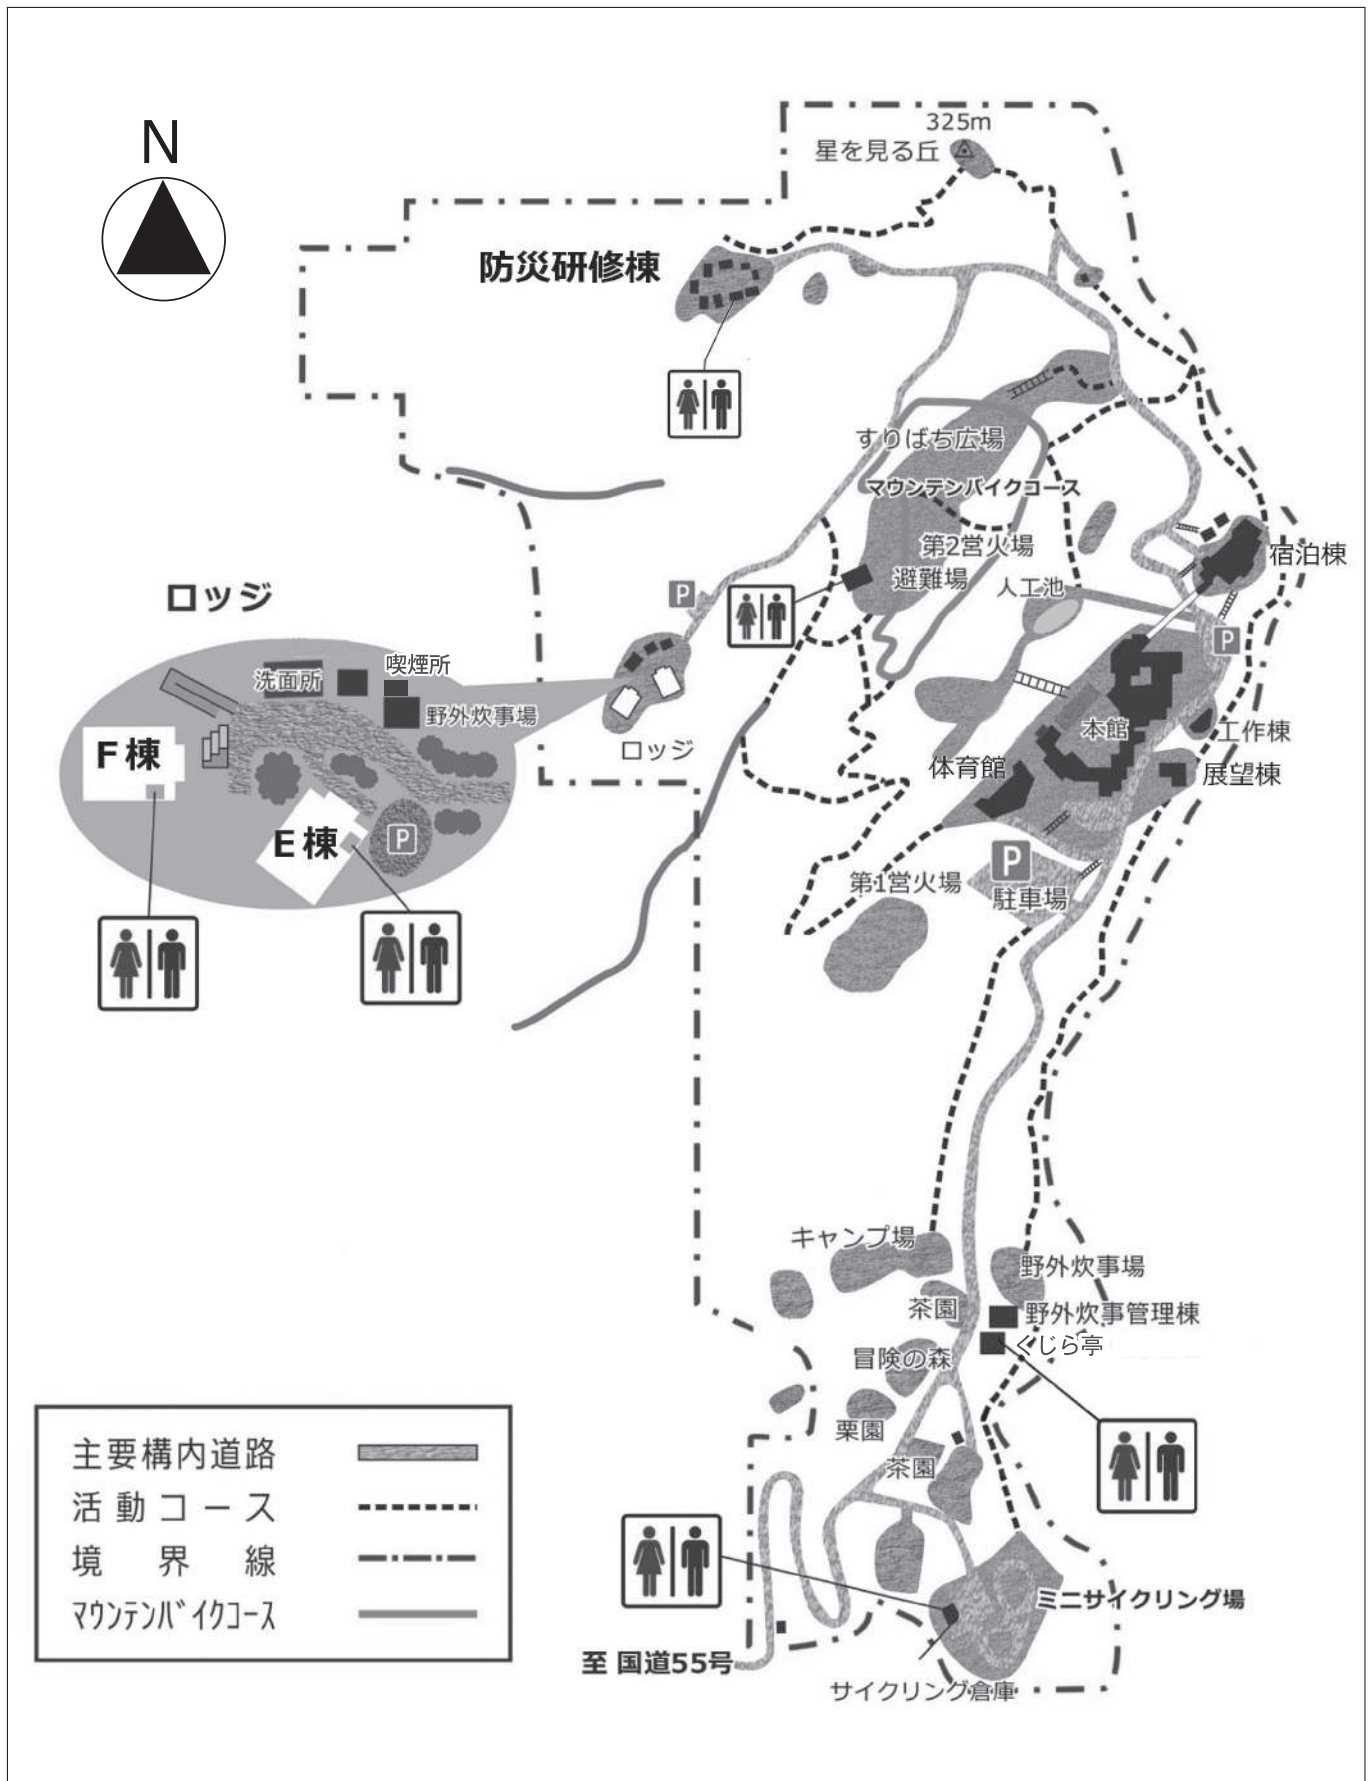 N
325m
星を見る丘
防災研修棟
すりばち広場
マウンテンバイクコース
第2営火場
避難場
人工池
宿泊棟
P
P
ロッジ
洗面所
喫煙所
野外炊事場
F棟
E棟
P
ロッジ
本館
工作棟
体育館
展望棟
P
第1営火場
駐車場
キャンプ場
野外炊事場
茶園
野外炊事管理棟
くじら亭
冒険の森
栗園
茶園
主要構内道路
活動コース
境界線
マウンテンバイクコース
ミニサイクリング場
至 国道55号
サイクリング倉庫